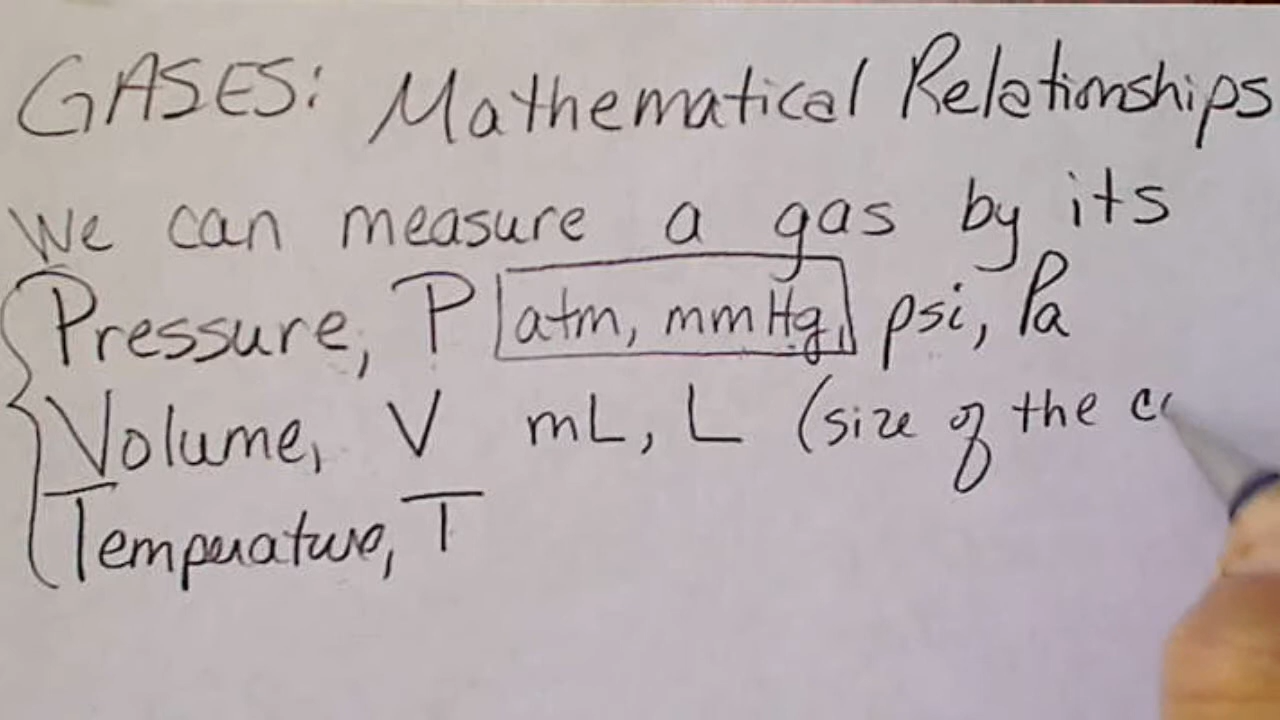 GASES: Mathematical Relationships
We can measure a gas by its
Pressure, P atm, mmHg, psi, Pa
Volume, V mL, L (size of the
Temperature, T